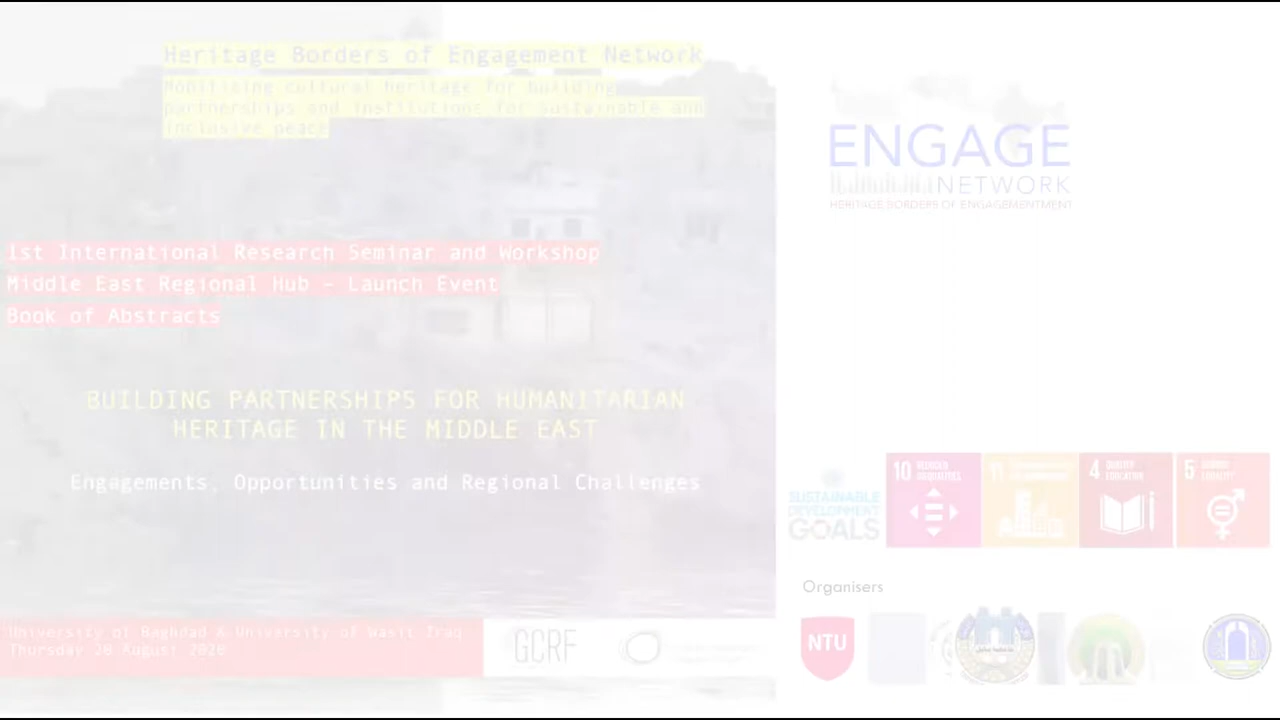 Heritage Borders of Engagement Network
Mobilising cultural heritage for building
partnerships and institutions for sustainable and
inclusive peace
1st International Research Seminar and Workshop
Middle East Regional Hub – Launch Event
Book of Abstracts
BUILDING PARTNERSHIPS FOR HUMANITARIAN
HERITAGE IN THE MIDDLE EAST
Engagements, Opportunities and Regional Challenges
University of Baghdad & University of Wasit Iraq
Thursday 20 August 2020
GCRF
ENGAGE
NETWORK
HERITAGE BORDERS OF ENGAGEMENTMENT
SUSTAINABLE
DEVELOPMENT
GOALS
10 REDUCED
INEQUALITIES
11
4 QUALITY
EDUCATION
5 GENDER
EQUALITY
Organisers
NTU